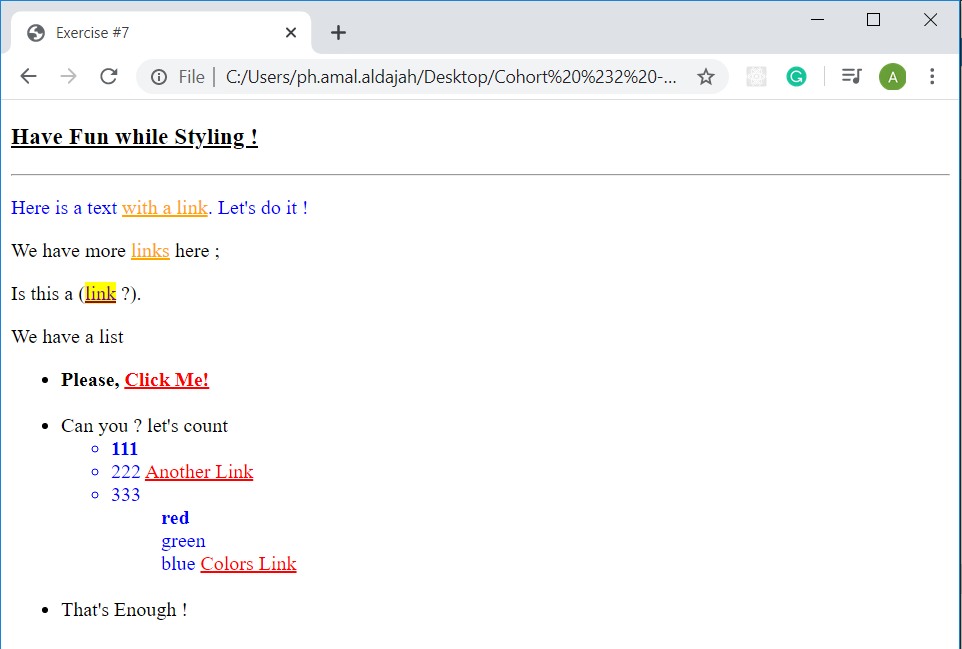 Exercise #7
File | C:/Users/ph.amal.aldajah/Desktop/Cohort%20%232%20-...
A
Have Fun while Styling !
Here is a text with a link. Let's do it !
We have more links here ;
Is this a (link ?).
We have a list
Please, Click Me!
Can you ? let's count
111
222 Another Link
333
red
green
blue Colors Link
That's Enough !